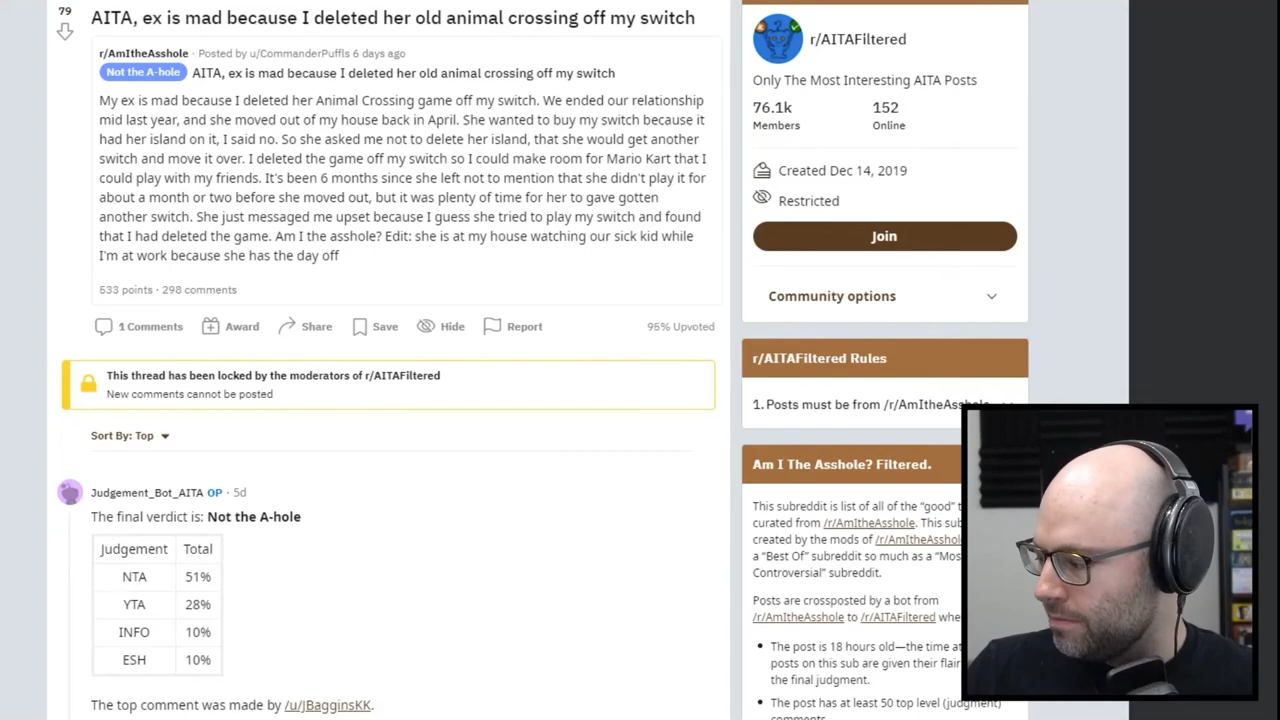 79
AITA, ex is mad because I deleted her old animal crossing off my switch
r/AmItheAsshole · Posted by u/CommanderPuffls 6 days ago
Not the A-hole AITA, ex is mad because I deleted her old animal crossing off my switch
My ex is mad because I deleted her Animal Crossing game off my switch. We ended our relationship
mid last year, and she moved out of my house back in April. She wanted to buy my switch because it
had her island on it, I said no. So she asked me not to delete her island, that she would get another
switch and move it over. I deleted the game off my switch so I could make room for Mario Kart that I
could play with my friends. It's been 6 months since she left not to mention that she didn't play it for
about a month or two before she moved out, but it was plenty of time for her to gave gotten
another switch. She just messaged me upset because I guess she tried to play my switch and found
that I had deleted the game. Am I the asshole? Edit: she is at my house watching our sick kid while
I'm at work because she has the day off
533 points · 298 comments
1 Comments Award Share Save Hide Report 95% Upvoted
This thread has been locked by the moderators of r/AITAFiltered
New comments cannot be posted
Sort By: Top
Judgement_Bot_AITA OP · 5d
The final verdict is: Not the A-hole
Judgement Total
NTA 51%
YTA 28%
INFO 10%
ESH 10%
The top comment was made by /u/JBagginsKK.
r/AITAFiltered
Only The Most Interesting AITA Posts
76.1k 152
Members Online
Created Dec 14, 2019
Restricted
Join
Community options
r/AITAFiltered Rules
1. Posts must be from /r/AmItheAsshole
Am I The Asshole? Filtered.
This subreddit is list of all of the “good”
curated from /r/AmItheAsshole. This sub
created by the mods of /r/AmItheAsshole
a “Best Of” subreddit so much as a “Mos
Controversial” subreddit.
Posts are crossposted by a bot from
/r/AmItheAsshole to /r/AITAFiltered
The post is 18 hours old—the time at
posts on this sub are given their flair
the final judgment.
The post has at least 50 top level (judgment)
comments